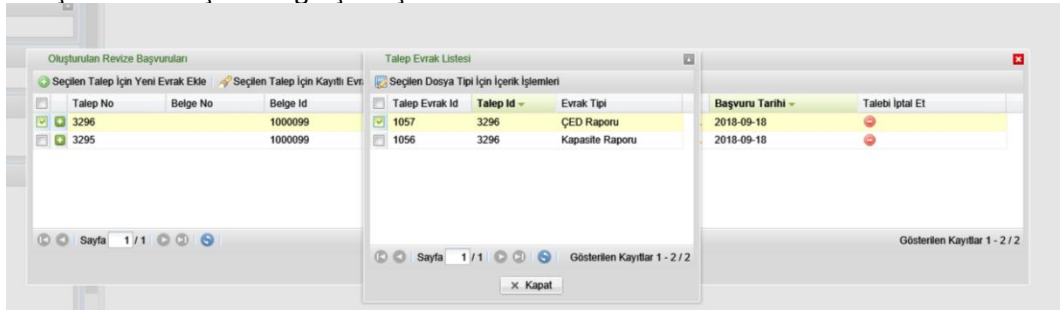 Oluşturulan Revize Başvuruları
Seçilen Talep İçin Yeni Evrak Ekle Seçilen Talep İçin Kayıtlı Evra
Talep No Belge No Belge Id
3296 1000099
3295 1000099
Sayfa 1 / 1
Talep Evrak Listesi
Seçilen Dosya Tipi İçin İçerik İşlemleri
Talep Evrak Id Talep Id Evrak Tipi
1057 3296 ÇED Raporu
1056 3296 Kapasite Raporu
Sayfa 1 / 1 Gösterilen Kayıtlar 1 - 2 / 2
Kapat
Başvuru Tarihi Talebi İptal Et
2018-09-18
2018-09-18
Gösterilen Kayıtlar 1 - 2 / 2